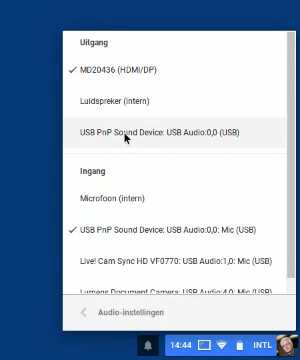 Uitgang
MD20436 (HDMI/DP)
Luidspreker (intern)
USB PnP Sound Device: USB Audio:0,0 (USB)
Ingang
Microfoon (intern)
USB PnP Sound Device: USB Audio:0,0: Mic (USB)
Live! Cam Sync HD VF0770: USB Audio:1,0: Mic (USB)
Lumens Document Camera: USB Audio:4,0: Mic (USB)
Audio-instellingen
14:44 INTL